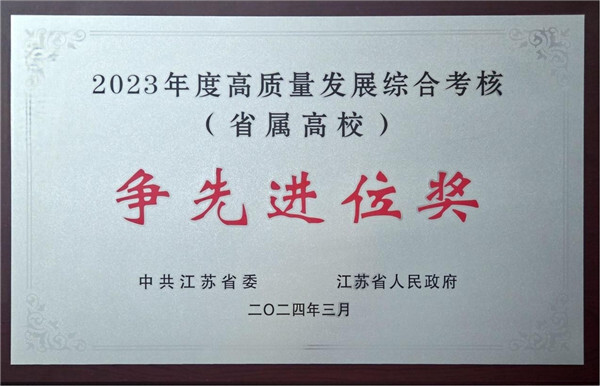 2023年度高质量发展综合考核
（省属高校）
争先进位奖
中共江苏省委 江苏省人民政府
二〇二四年三月